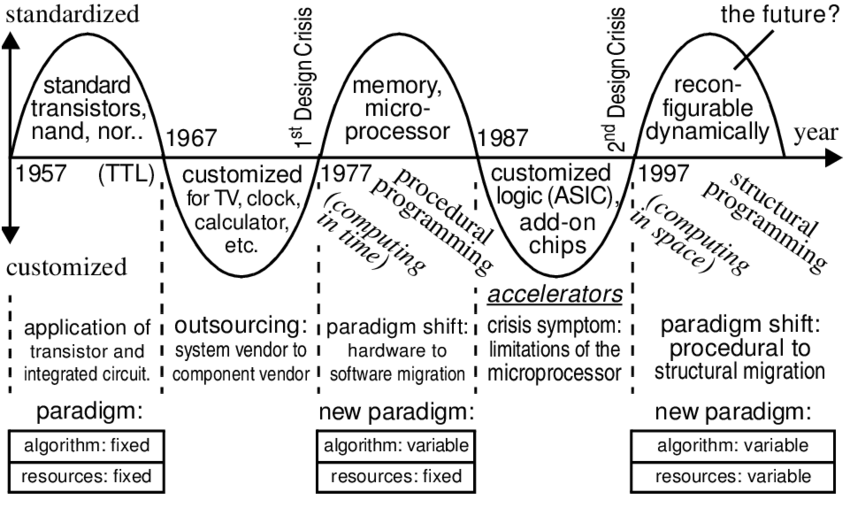 standardized
1st Design Crisis
2nd Design Crisis
the future?
standard
transistors,
nand, nor..
memory,
micro-
processor
recon-
figurable
dynamically
1967
1987
year
1957
(TTL)
customized
for TV, clock,
calculator,
etc.
1977
procedural
programming
(computing
in time)
customized
logic (ASIC),
add-on
chips
1997
structural
programming
(computing
in space)
customized
accelerators
application of
transistor and
integrated circuit.
outsourcing:
system vendor to
component vendor
paradigm shift:
hardware to
software migration
crisis symptom:
limitations of the
microprocessor
paradigm shift:
procedural to
structural migration
paradigm:
algorithm: fixed
resources: fixed
new paradigm:
algorithm: variable
resources: fixed
new paradigm:
algorithm: variable
resources: variable